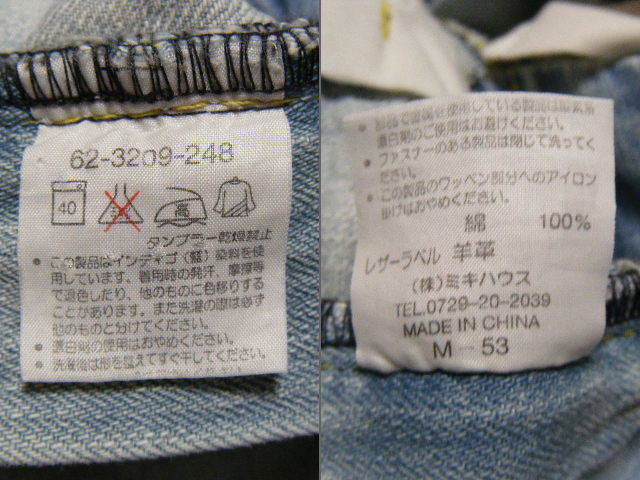 62-3209-248
40
高
タンブラー乾燥禁止
• この製品はインディゴ(藍)染料を使
用しています、着用時の発汗、摩擦等
で退色したり、他のものに色移りする
ことがあります。また洗濯の際は必ず
他のものと分けてください。
• 漂白剤の使用はおやめください。
• 洗濯後は形を整えてすぐ干してください。
を使用している製品は
白剤のご使用はお避けください。
• ファスナーのある製品は閉じて洗ってく
ださい。
• この製品のワッペン部分へのアイロン
掛けはおやめください。
綿 100%
レザーラベル 羊革
(株)ミキハウス
TEL.0729-20-2039
MADE IN CHINA
M-53